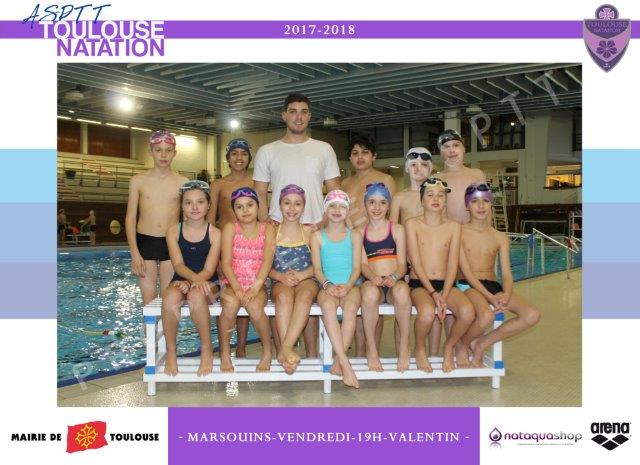 ASPTT
TOULOUSE
NATATION
2017-2018
TOULOUSE
NATATION
MAIRIE DE TOULOUSE
- MARSOUINS-VENDREDI-19H-VALENTIN -
nataquashop
arena